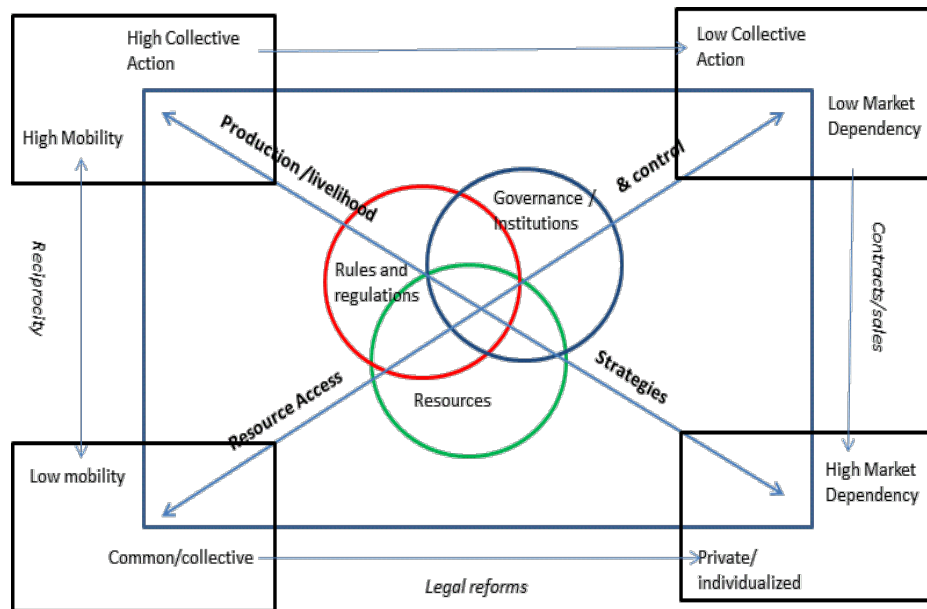 High Collective
Action
Low Collective
Action
High Mobility
Low Market
Dependency
Production /livelihood
& control
Governance /
Institutions
Rules and
regulations
Reciprocity
Contracts/sales
Resource Access
Strategies
Resources
Low mobility
High Market
Dependency
Common/collective
Private/
individualized
Legal reforms